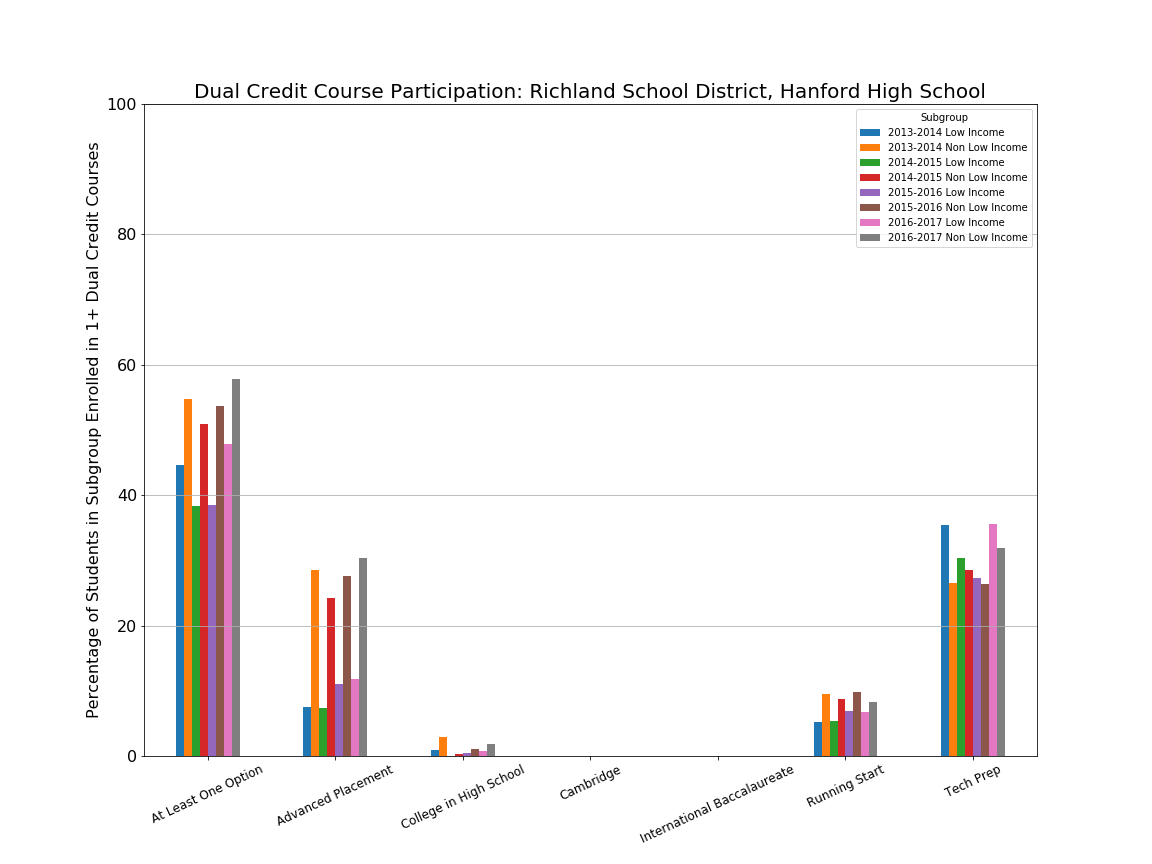 Dual Credit Course Participation: Richland School District, Hanford High School
Percentage of Students in Subgroup Enrolled in 1+ Dual Credit Courses
100
80
60
40
20
0
Subgroup
2013-2014 Low Income
2013-2014 Non Low Income
2014-2015 Low Income
2014-2015 Non Low Income
2015-2016 Low Income
2015-2016 Non Low Income
2016-2017 Low Income
2016-2017 Non Low Income
At Least One Option
Advanced Placement
College in High School
Cambridge
International Baccalaureate
Running Start
Tech Prep